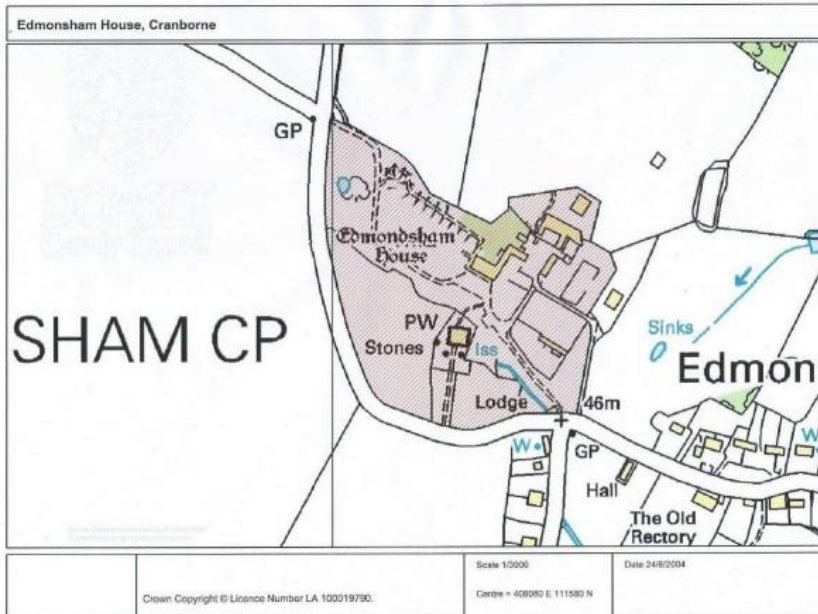 Edmonsham House, Cranborne
GP
Edmondsham
House
SHAM CP
PW
Stones
Iss
Lodge
46m
Sinks
Edmon
W
GP
W
Hall
The Old
Rectory
Crown Copyright © Licence Number LA 100019790.
Scale 1/3000
Centre = 408080 E 111580 N
Date 24/8/2004